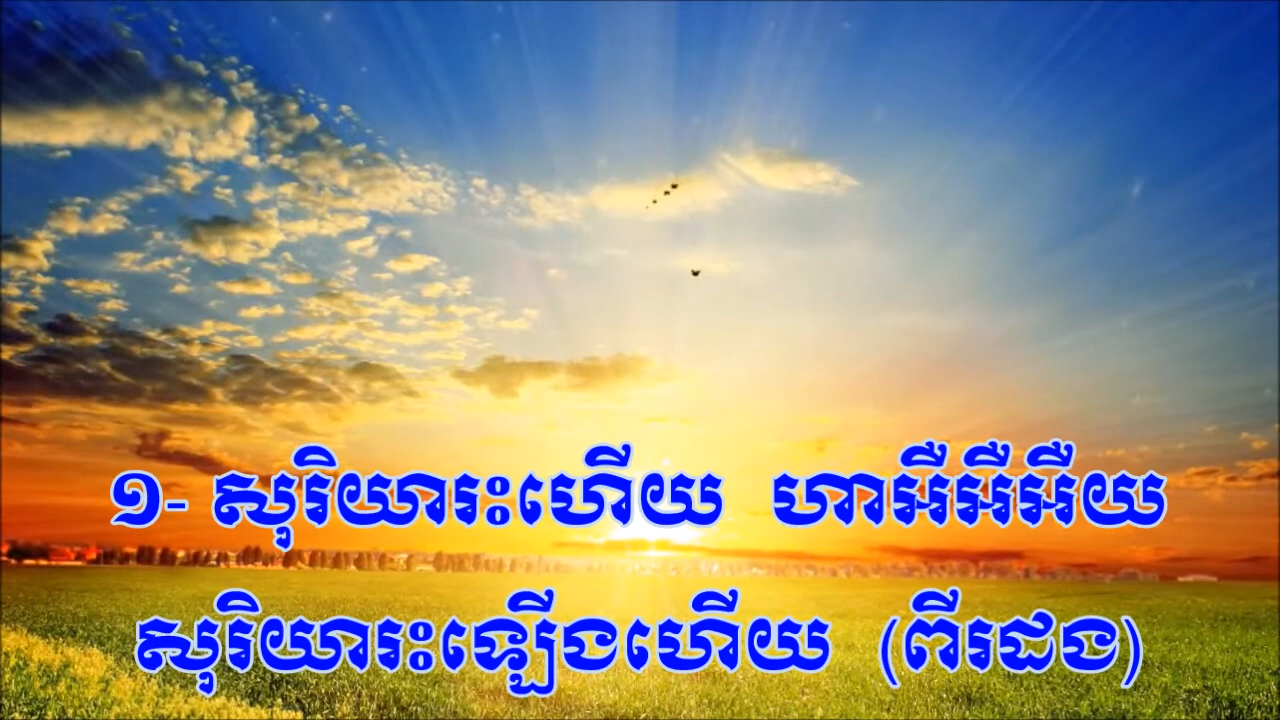 ១- សុរិយារះហើយ ហាអឺអឺអឺយ
សុរិយារះឡើងហើយ (ពីរដង)